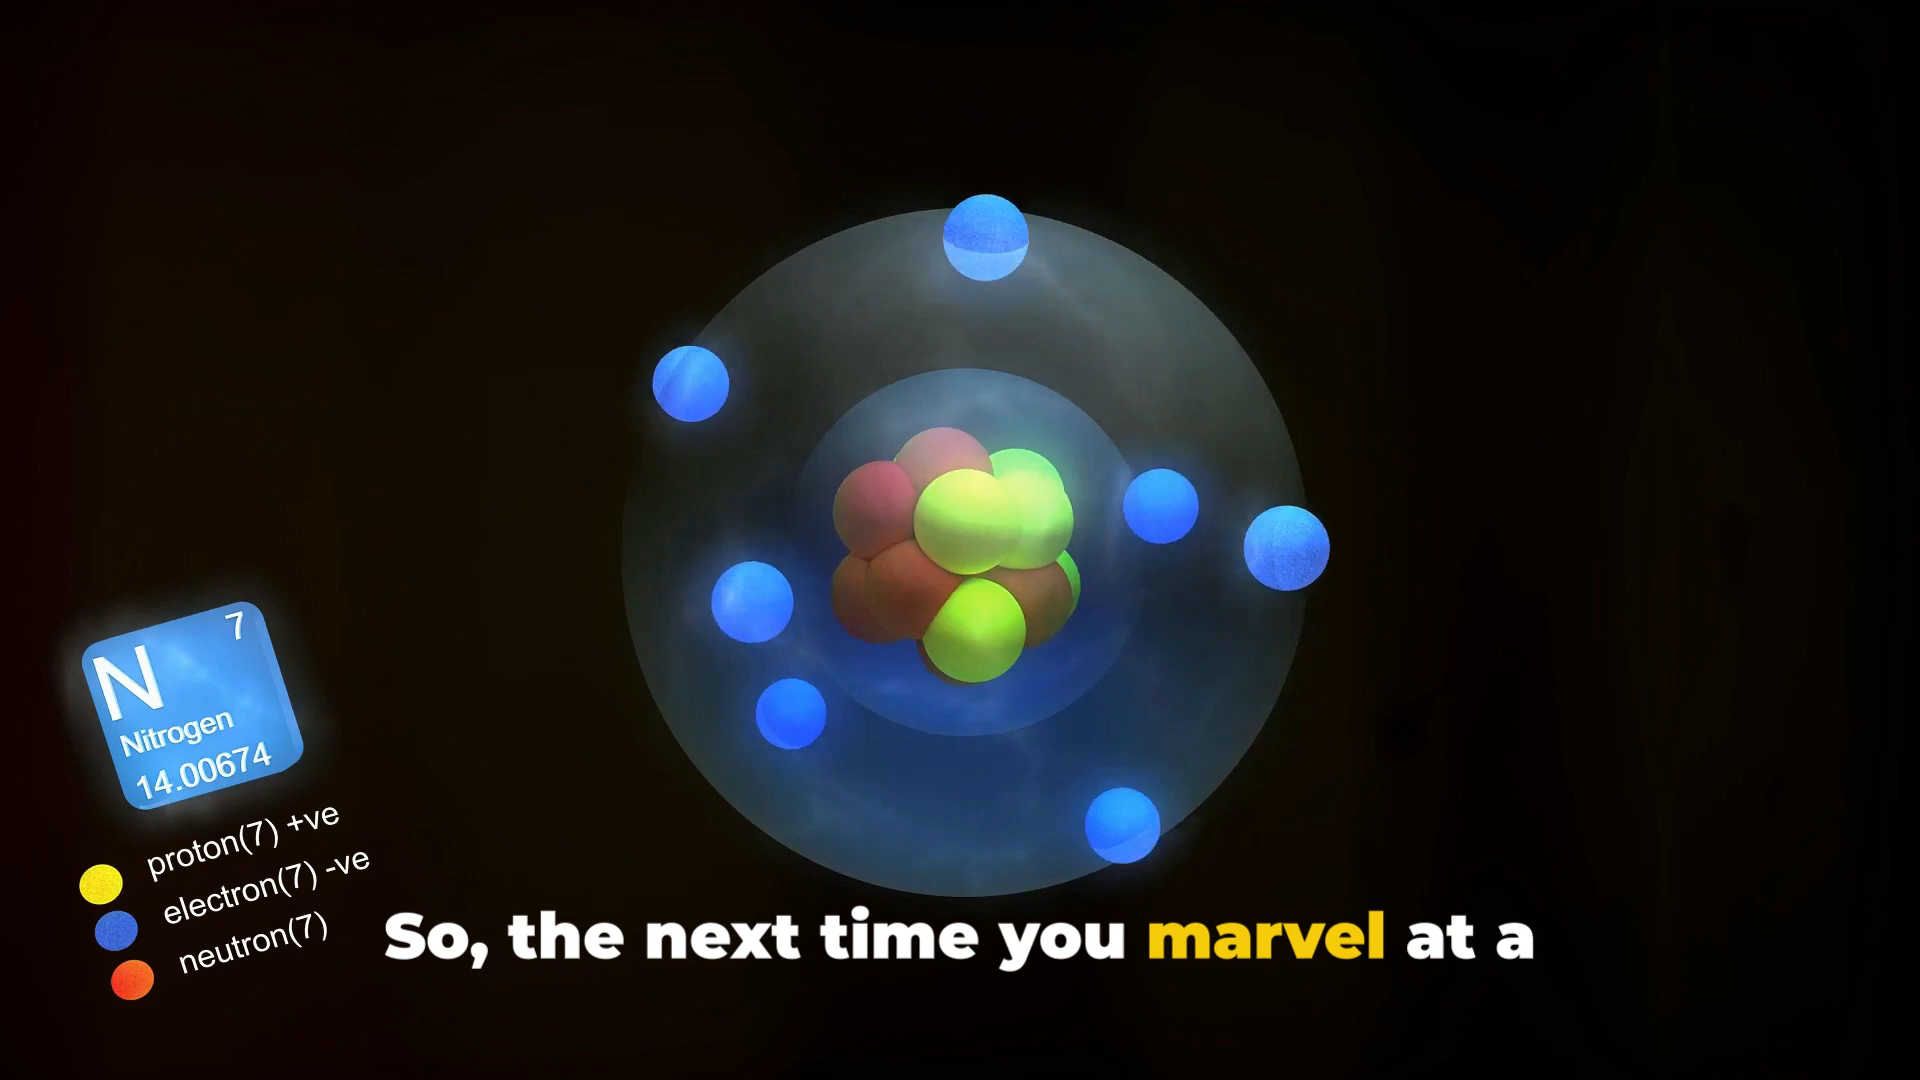 7
N
Nitrogen
14.00674
proton(7) +ve
electron(7) -ve
neutron(7)
So, the next time you marvel at a